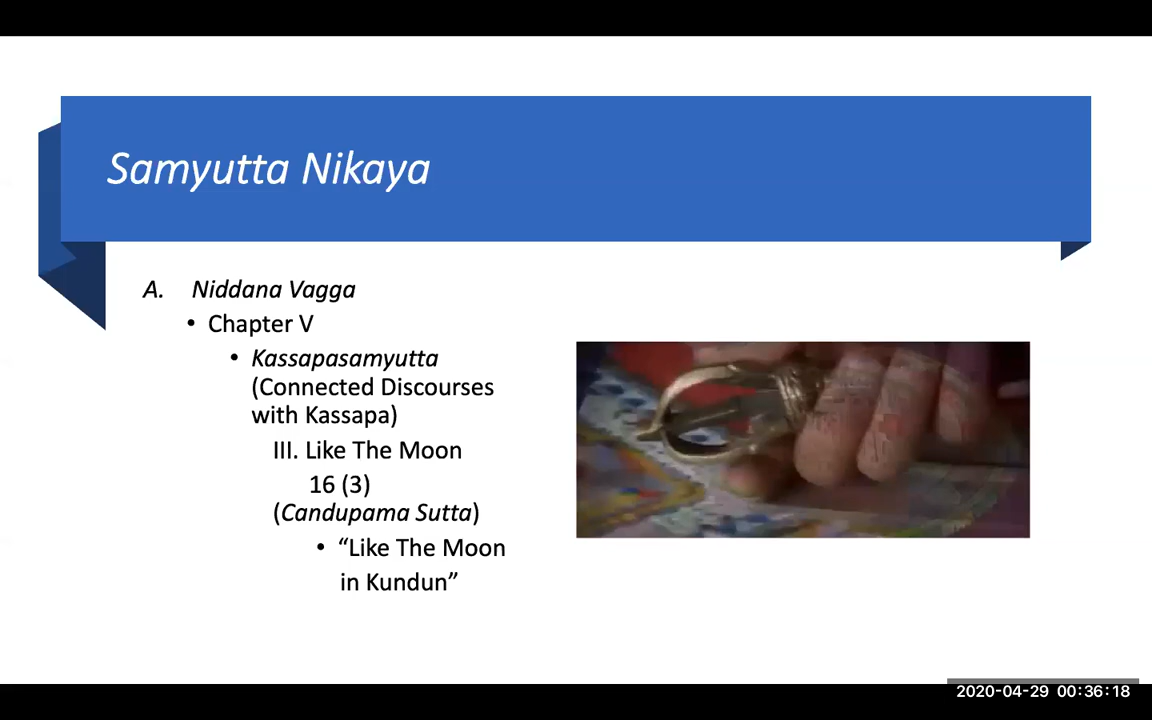 Samyutta Nikaya
A. Niddana Vagga
• Chapter V
• Kassapasamyutta
(Connected Discourses
with Kassapa)
III. Like The Moon
16 (3)
(Candupama Sutta)
• “Like The Moon
in Kundun”
2020-04-29 00:36:18